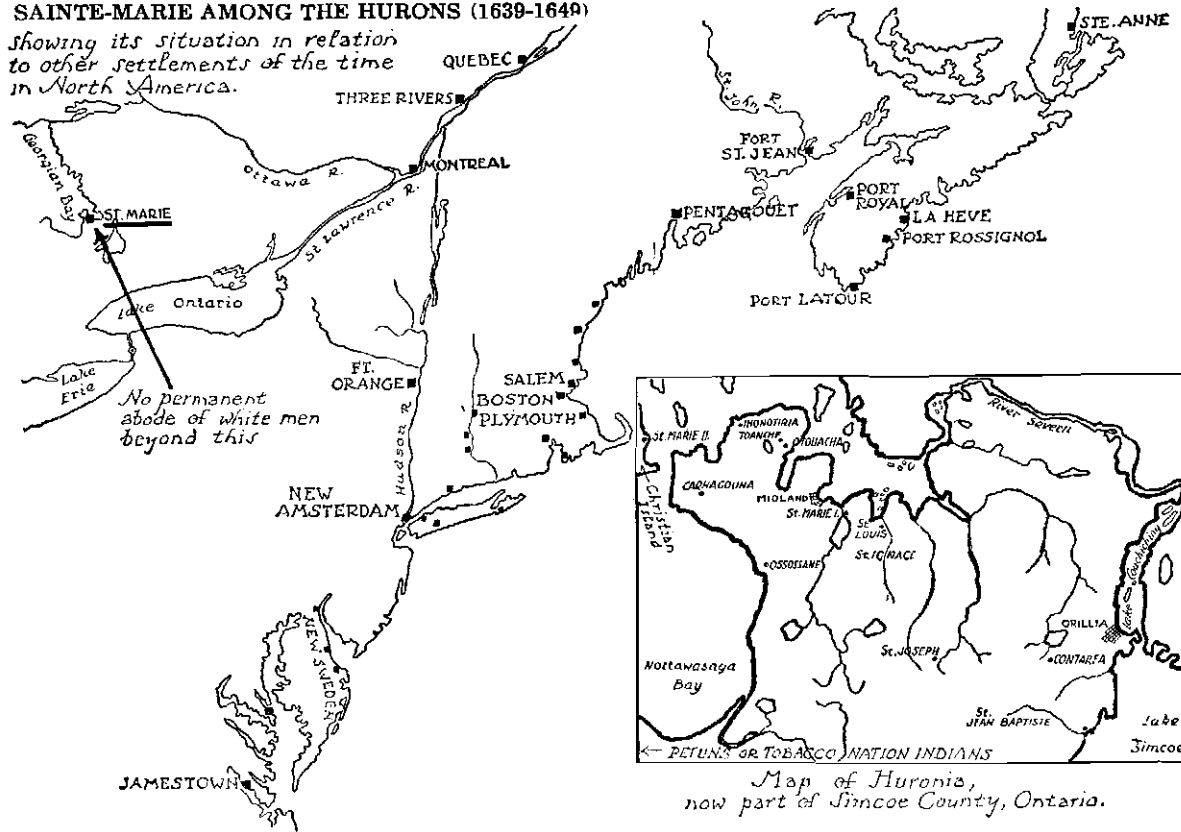 SAINTE-MARIE AMONG THE HURONS (1639-1649)
showing its situation in relation
to other settlements of the time
in North America.
QUEBEC
THREE RIVERS
MONTREAL
Ottawa R.
St Lawrence R.
Georgian
Bay
ST. MARIE
Lake Ontario
Lake
Erie
No permanent
abode of white men
beyond this
FT.
ORANGE
Hudson R
NEW
AMSTERDAM
SALEM
BOSTON
PLYMOUTH
NEW SWEDEN
JAMESTOWN
STE. ANNE
St. John R.
FORT
ST. JEAN
PENTAGOUET
PORT
ROYAL
LA HEVE
PORT ROSSIGNOL
PORT LATOUR
River Severn
St. MARIE II.
IHONOTIRIA
TOANCHE
OTOUACHA
CARHAGOUHA
Christian
Island
MIDLAND
St. MARIE I.
St.
LOUIS
St. IGNACE
OSSOSSANE
Lake Couchiching
ORILLIA
St. JOSEPH
CONTAREA
Nottawasaga
Bay
St.
JEAN BAPTISTE
Lake
Simcoe
← PETUNS OR TOBACCO NATION INDIANS
Map of Huronia,
now part of Simcoe County, Ontario.